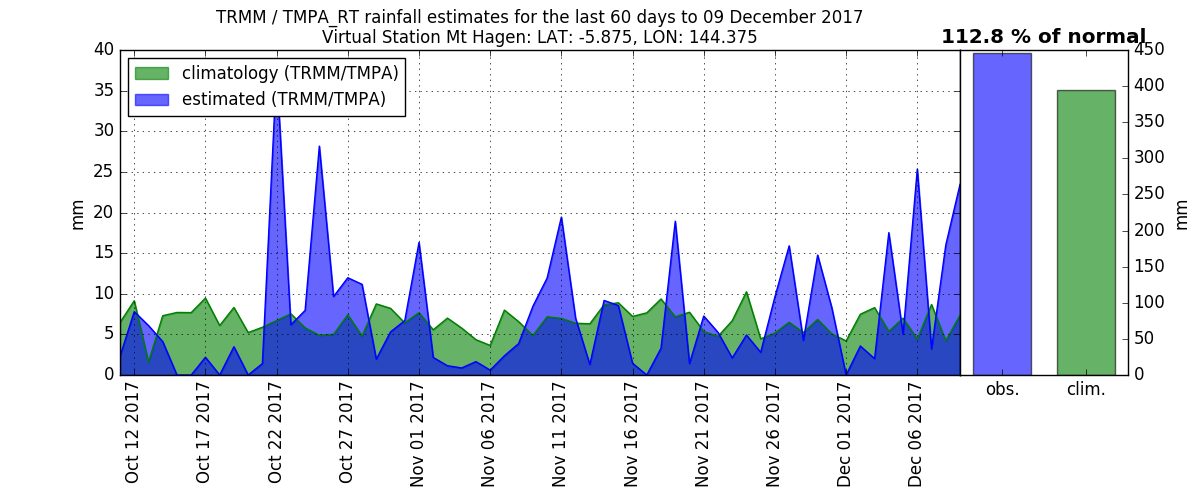 TRMM / TMPA_RT rainfall estimates for the last 60 days to 09 December 2017
Virtual Station Mt Hagen: LAT: -5.875, LON: 144.375
112.8 % of normal
climatology (TRMM/TMPA)
estimated (TRMM/TMPA)
40
35
30
25
20
15
10
5
0
mm
450
400
350
300
250
200
150
100
50
0
mm
Oct 12 2017
Oct 17 2017
Oct 22 2017
Oct 27 2017
Nov 01 2017
Nov 06 2017
Nov 11 2017
Nov 16 2017
Nov 21 2017
Nov 26 2017
Dec 01 2017
Dec 06 2017
obs.
clim.